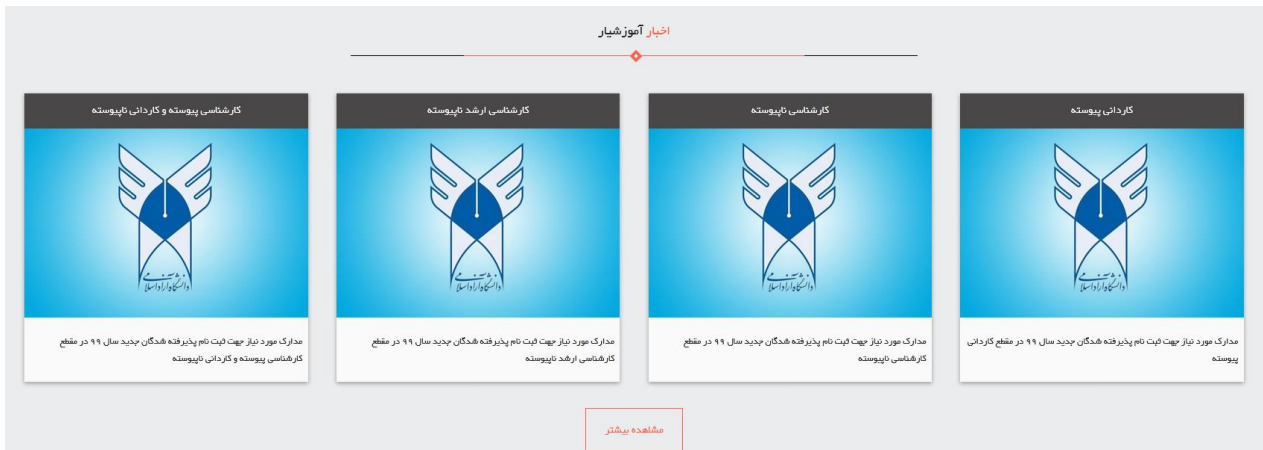 اخبار آموزشیار
کاردانی پیوسته
دانشگاه آزاد اسلامی
مدارک مورد نیاز جهت ثبت نام پذیرفته شدگان جدید سال ۹۹ در مقطع کاردانی
پیوسته
کارشناسی ناپیوسته
دانشگاه آزاد اسلامی
مدارک مورد نیاز جهت ثبت نام پذیرفته شدگان جدید سال ۹۹ در مقطع
کارشناسی ناپیوسته
کارشناسی ارشد ناپیوسته
دانشگاه آزاد اسلامی
مدارک مورد نیاز جهت ثبت نام پذیرفته شدگان جدید سال ۹۹ در مقطع
کارشناسی ارشد ناپیوسته
کارشناسی پیوسته و کاردانی ناپیوسته
دانشگاه آزاد اسلامی
مدارک مورد نیاز جهت ثبت نام پذیرفته شدگان جدید سال ۹۹ در مقطع
کارشناسی پیوسته و کاردانی ناپیوسته
مشاهده بیشتر